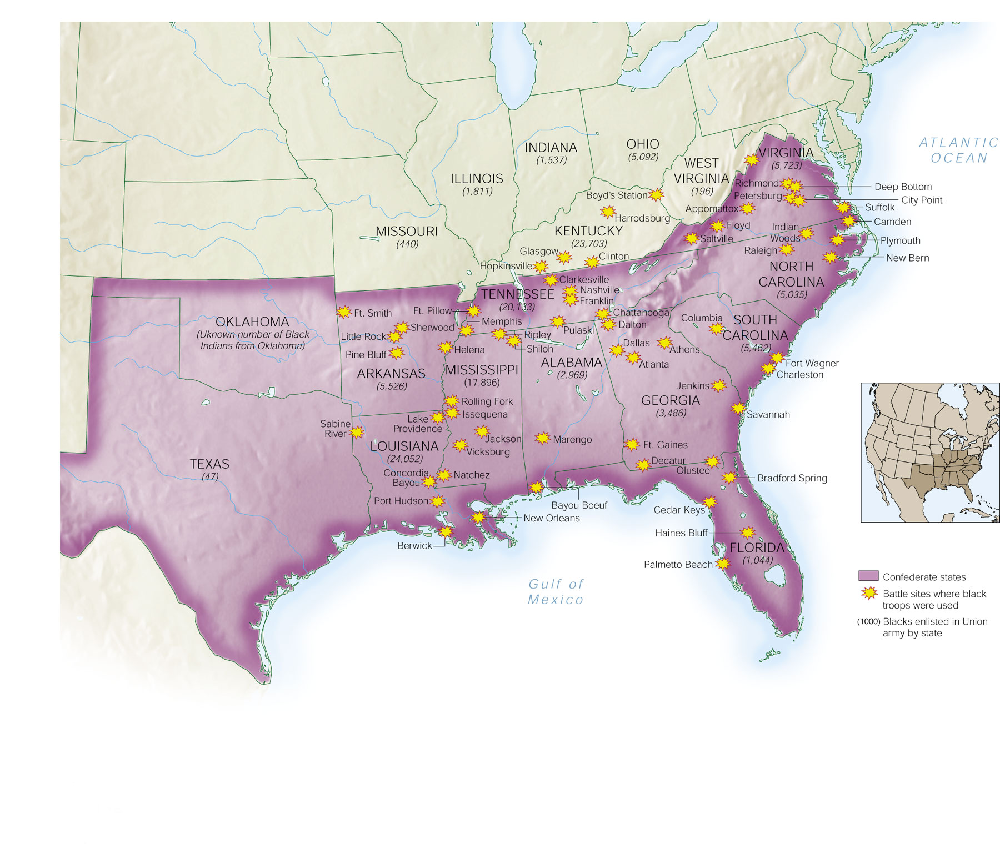 ATLANTIC
OCEAN
INDIANA
(1,537)
OHIO
(5,092)
ILLINOIS
(1,811)
WEST
VIRGINIA
(196)
VIRGINIA
(5,723)
Richmond
Deep Bottom
Petersburg
City Point
Boyd's Station
Appomattox
Suffolk
Harrodsburg
Camden
MISSOURI
(440)
KENTUCKY
(23,703)
Floyd
Indian
Woods
Saltville
Plymouth
Glasgow
Clinton
Raleigh
New Bern
Hopkinsville
NORTH
CAROLINA
(5,035)
Clarkesville
TENNESSEE
(20,133)
Nashville
Franklin
Ft. Smith
Ft. Pillow
Chattanooga
OKLAHOMA
(Uknown number of Black
Indians from Oklahoma)
Memphis
Dalton
Columbia
SOUTH
CAROLINA
(5,462)
Sherwood
Little Rock
Ripley
Pulaski
Pine Bluff
Helena
Shiloh
Dallas
Athens
Atlanta
ARKANSAS
(5,526)
MISSISSIPPI
(17,896)
ALABAMA
(2,969)
Fort Wagner
Charleston
Jenkins
Rolling Fork
GEORGIA
(3,486)
Issequena
Lake
Providence
Savannah
Sabine
River
Jackson
Marengo
LOUISIANA
(24,052)
Vicksburg
Ft. Gaines
TEXAS
(47)
Decatur
Olustee
Concordia
Bayou
Natchez
Bradford Spring
Port Hudson
Bayou Boeuf
Cedar Keys
New Orleans
Haines Bluff
Berwick
FLORIDA
(1,044)
Palmetto Beach
Gulf of
Mexico
Confederate states
Battle sites where black
troops were used
(1000) Blacks enlisted in Union
army by state